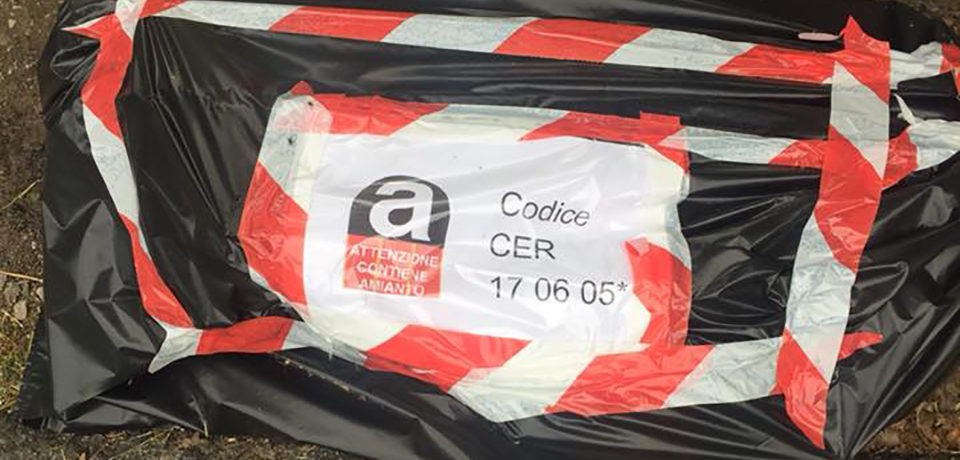 a
ATTENZIONE
CONTIENE
AMIANTO
Codice
CER
17 06 05*